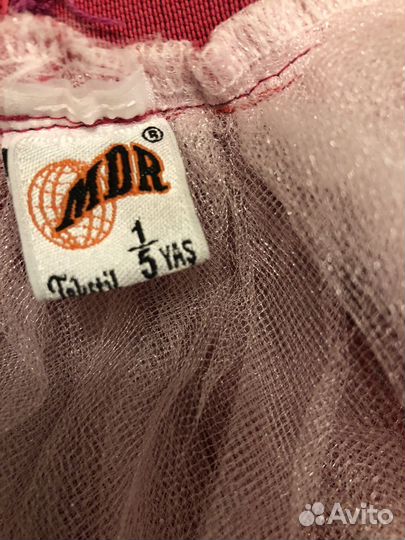 ®
MDR
1/5 YAŞ
Tekstil
Avito